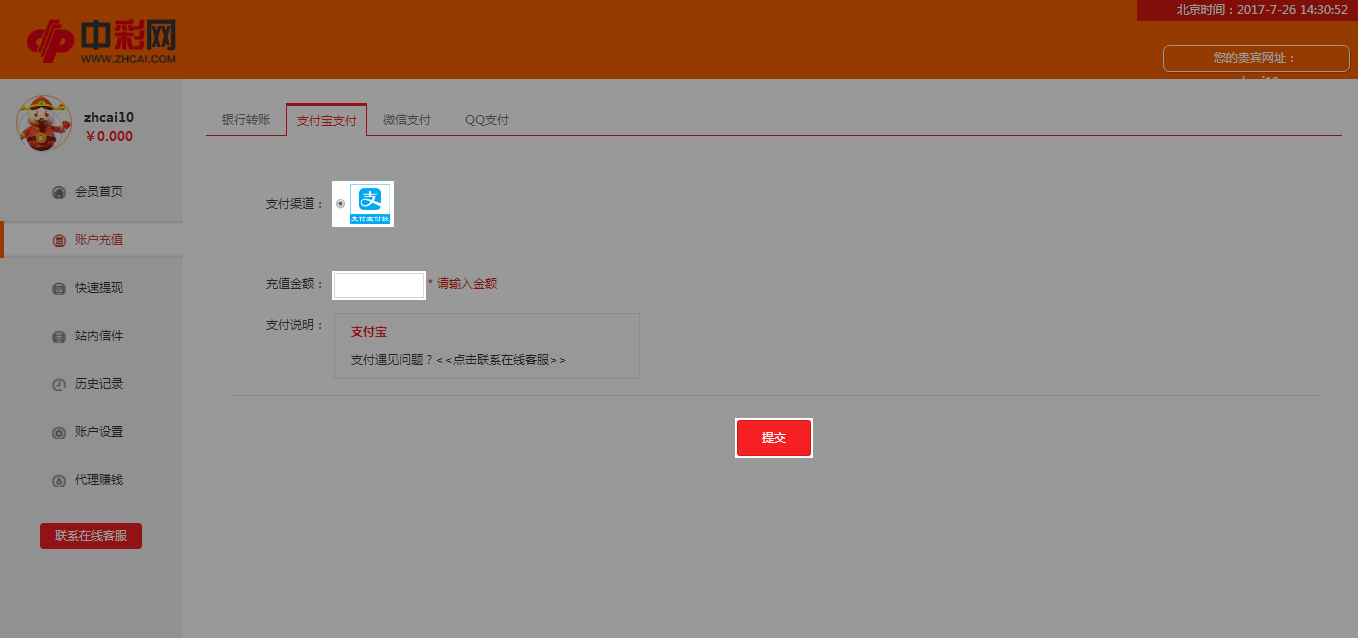 北京时间：2017-7-26 14:30:52
中彩网
WWW.ZHCAI.COM
您的贵宾网址：
zhcai10
￥0.000
会员首页
账户充值
快速提现
站内信件
历史记录
账户设置
代理赚钱
联系在线客服
银行转账 支付宝支付 微信支付 QQ支付
支付渠道：
支
支付宝付款
充值金额： * 请输入金额
支付说明：
支付宝
支付遇见问题？<<点击联系在线客服>>
提交